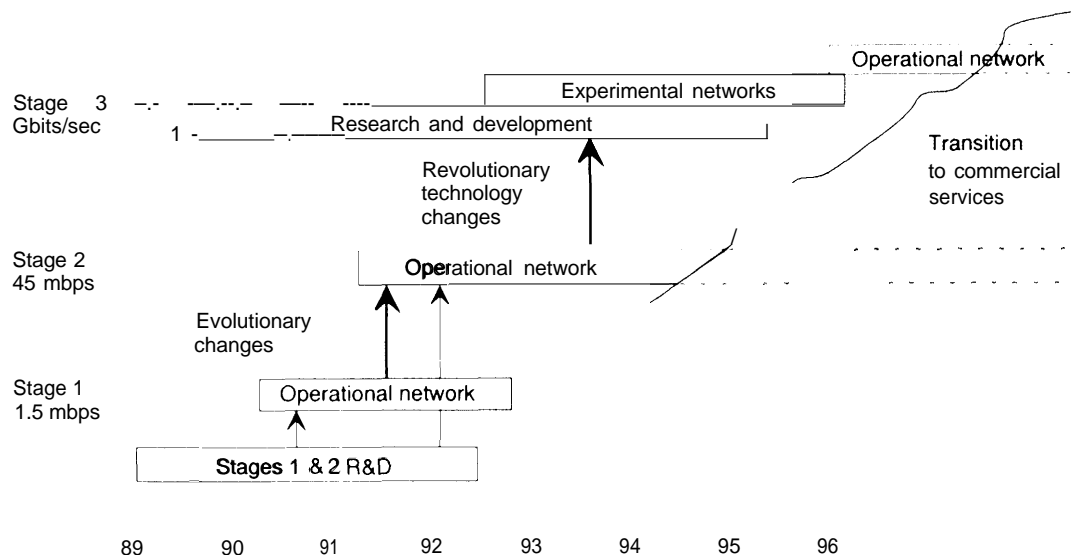 Operational network
Experimental networks
Stage 3
Gbits/sec
Research and development
1
Transition
to commercial
services
Revolutionary
technology
changes
Stage 2
45 mbps
Operational network
Evolutionary
changes
Stage 1
1.5 mbps
Operational network
Stages 1 & 2 R&D
89 90 91 92 93 94 95 96